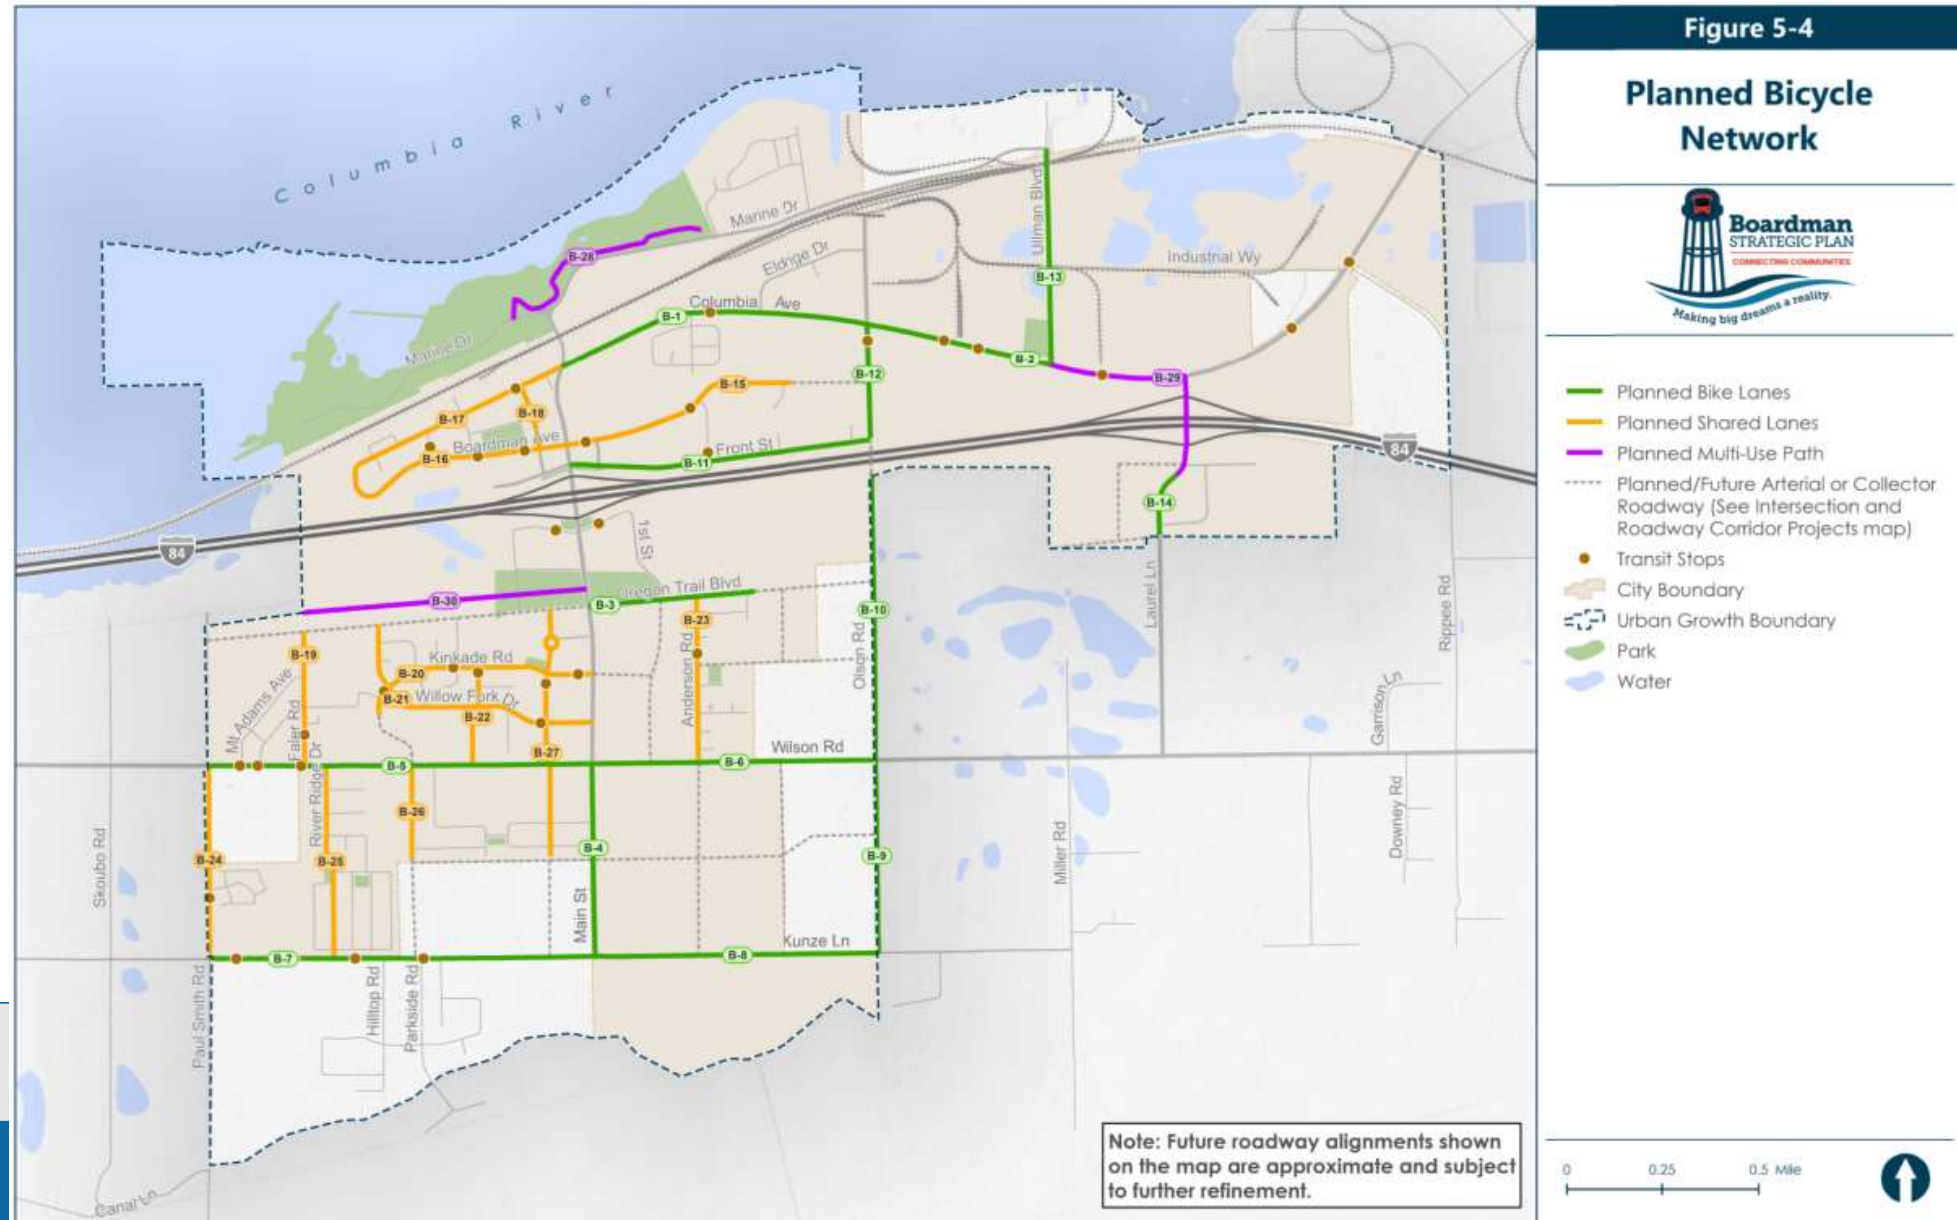 Figure 5-4
Planned Bicycle
Network
Boardman
STRATEGIC PLAN
CONNECTING COMMUNITIES
Making big dreams a reality.
Planned Bike Lanes
Planned Shared Lanes
Planned Multi-Use Path
Planned/Future Arterial or Collector
Roadway (See Intersection and
Roadway Corridor Projects map)
Transit Stops
City Boundary
Urban Growth Boundary
Park
Water
0 0.25 0.5 Mile
Columbia River
Marine Dr
Ullman Blvd
B-28
Eldrige Dr
Industrial Wy
B-13
Columbia Ave
B-1
Marine Dr
B-2
B-12
B-29
B-15
B-17
B-18
Boardman Ave
B-16
Front St
B-11
84
84
B-14
1st St
Oregon Trail Blvd
B-30
B-3
B-10
Laurel Ln
Rippee Rd
B-23
B-19
Kinkade Rd
B-20
Anderson Rd
Olson Rd
B-21
Willow Fork Dr
B-22
Mt Adams Ave
Faler Rd
Garrison Ln
B-27
Wilson Rd
B-5
B-6
River Ridge Dr
B-26
Downey Rd
Skoubo Rd
B-24
B-25
B-4
B-9
Miller Rd
Main St
Kunze Ln
B-7
B-8
Paul Smith Rd
Hilltop Rd
Parkside Rd
Canal Ln
Note: Future roadway alignments shown
on the map are approximate and subject
to further refinement.